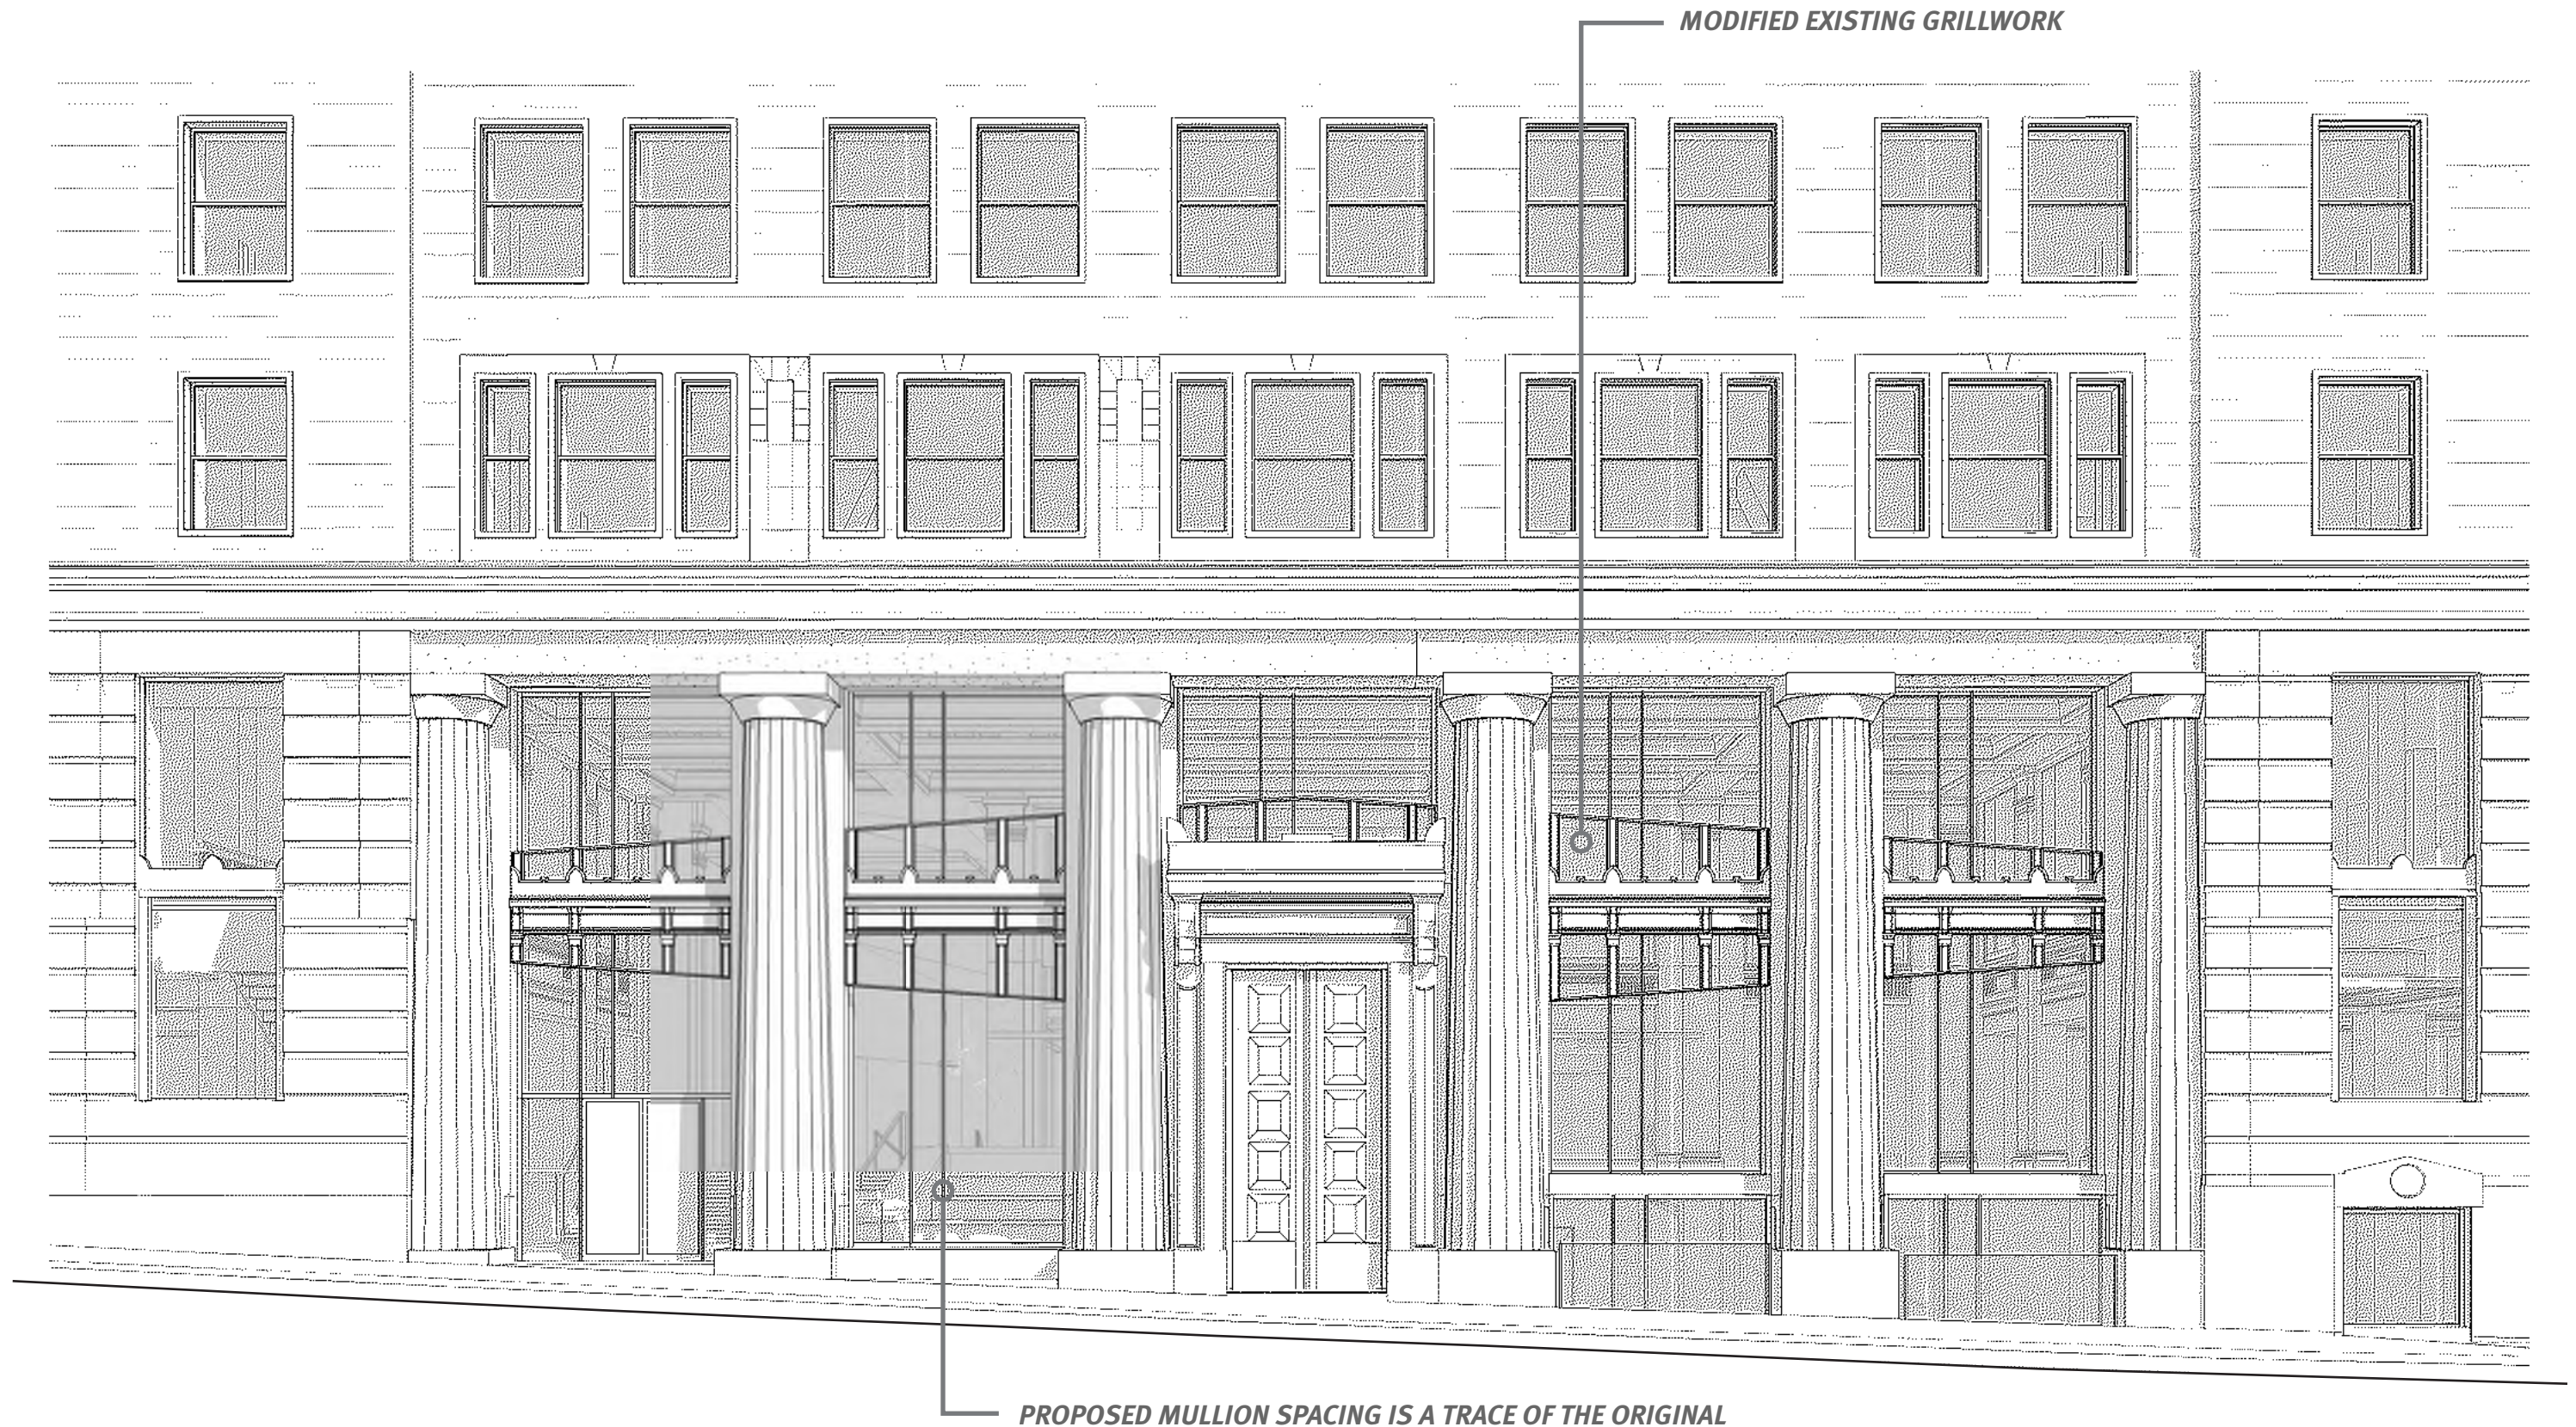 MODIFIED EXISTING GRILLWORK
PROPOSED MULLION SPACING IS A TRACE OF THE ORIGINAL